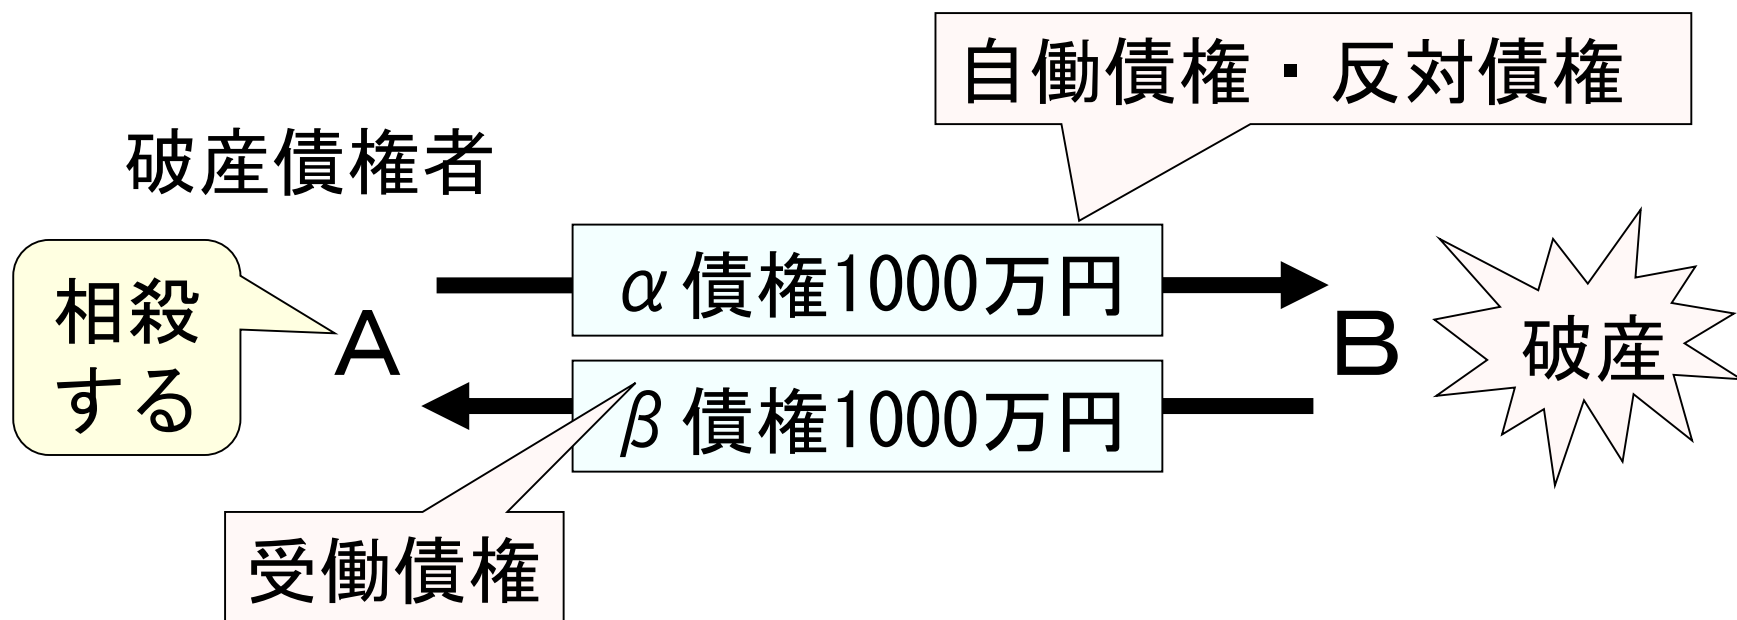 自働債権・反対債権
破産債権者
相殺
する
A
α債権1000万円
B
破産
β債権1000万円
受働債権